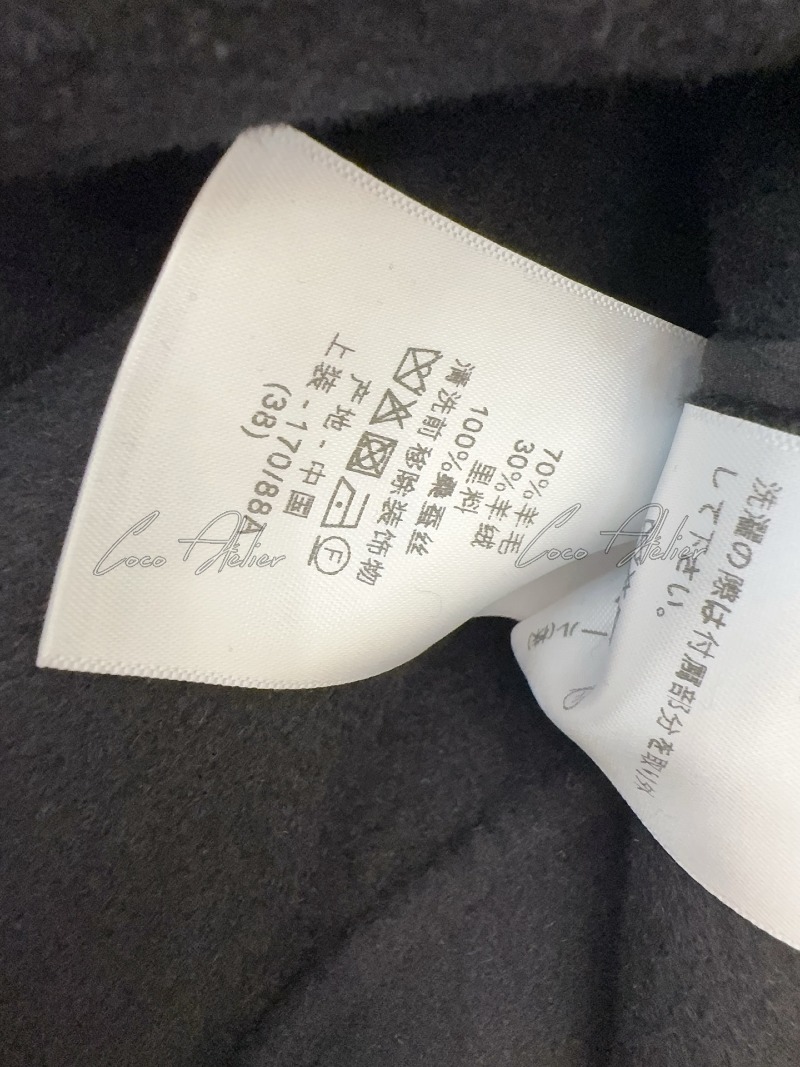 70%羊毛
30%羊绒
里料
100%桑蚕丝
清洗前移除装饰物
F
产地-中国
上装-170/88A
(38)
洗濯の際は付属部分を取り外
して下さい。
ル(株)
Coco Atelier
Coco Atelier